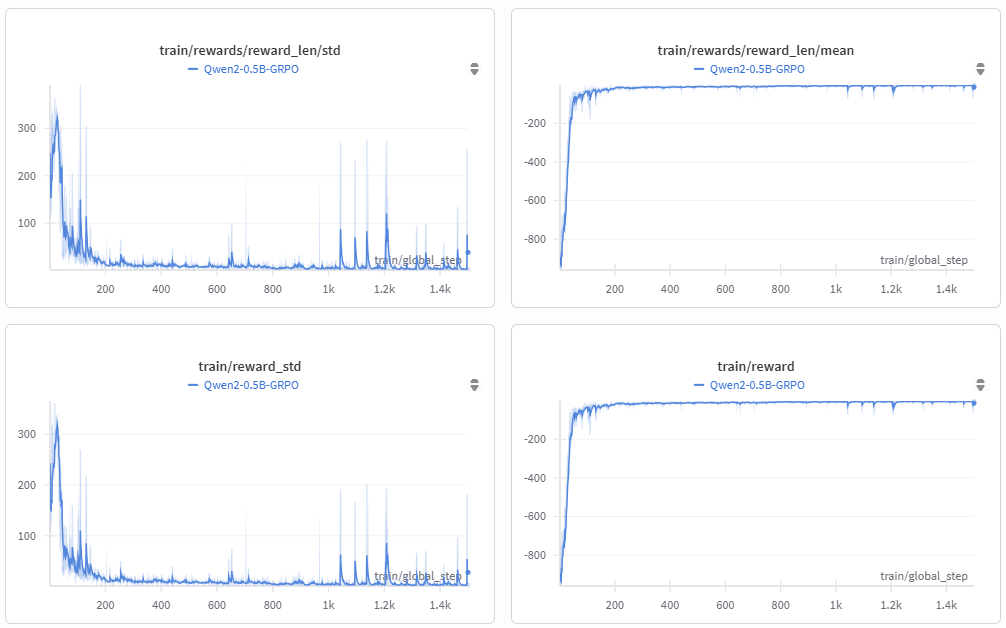 train/rewards/reward_len/std
Qwen2-0.5B-GRPO
300
200
100
train/global_step
200 400 600 800 1k 1.2k 1.4k
train/rewards/reward_len/mean
Qwen2-0.5B-GRPO
-200
-400
-600
-800
train/global_step
200 400 600 800 1k 1.2k 1.4k
train/reward_std
Qwen2-0.5B-GRPO
300
200
100
train/global_step
200 400 600 800 1k 1.2k 1.4k
train/reward
Qwen2-0.5B-GRPO
-200
-400
-600
-800
train/global_step
200 400 600 800 1k 1.2k 1.4k